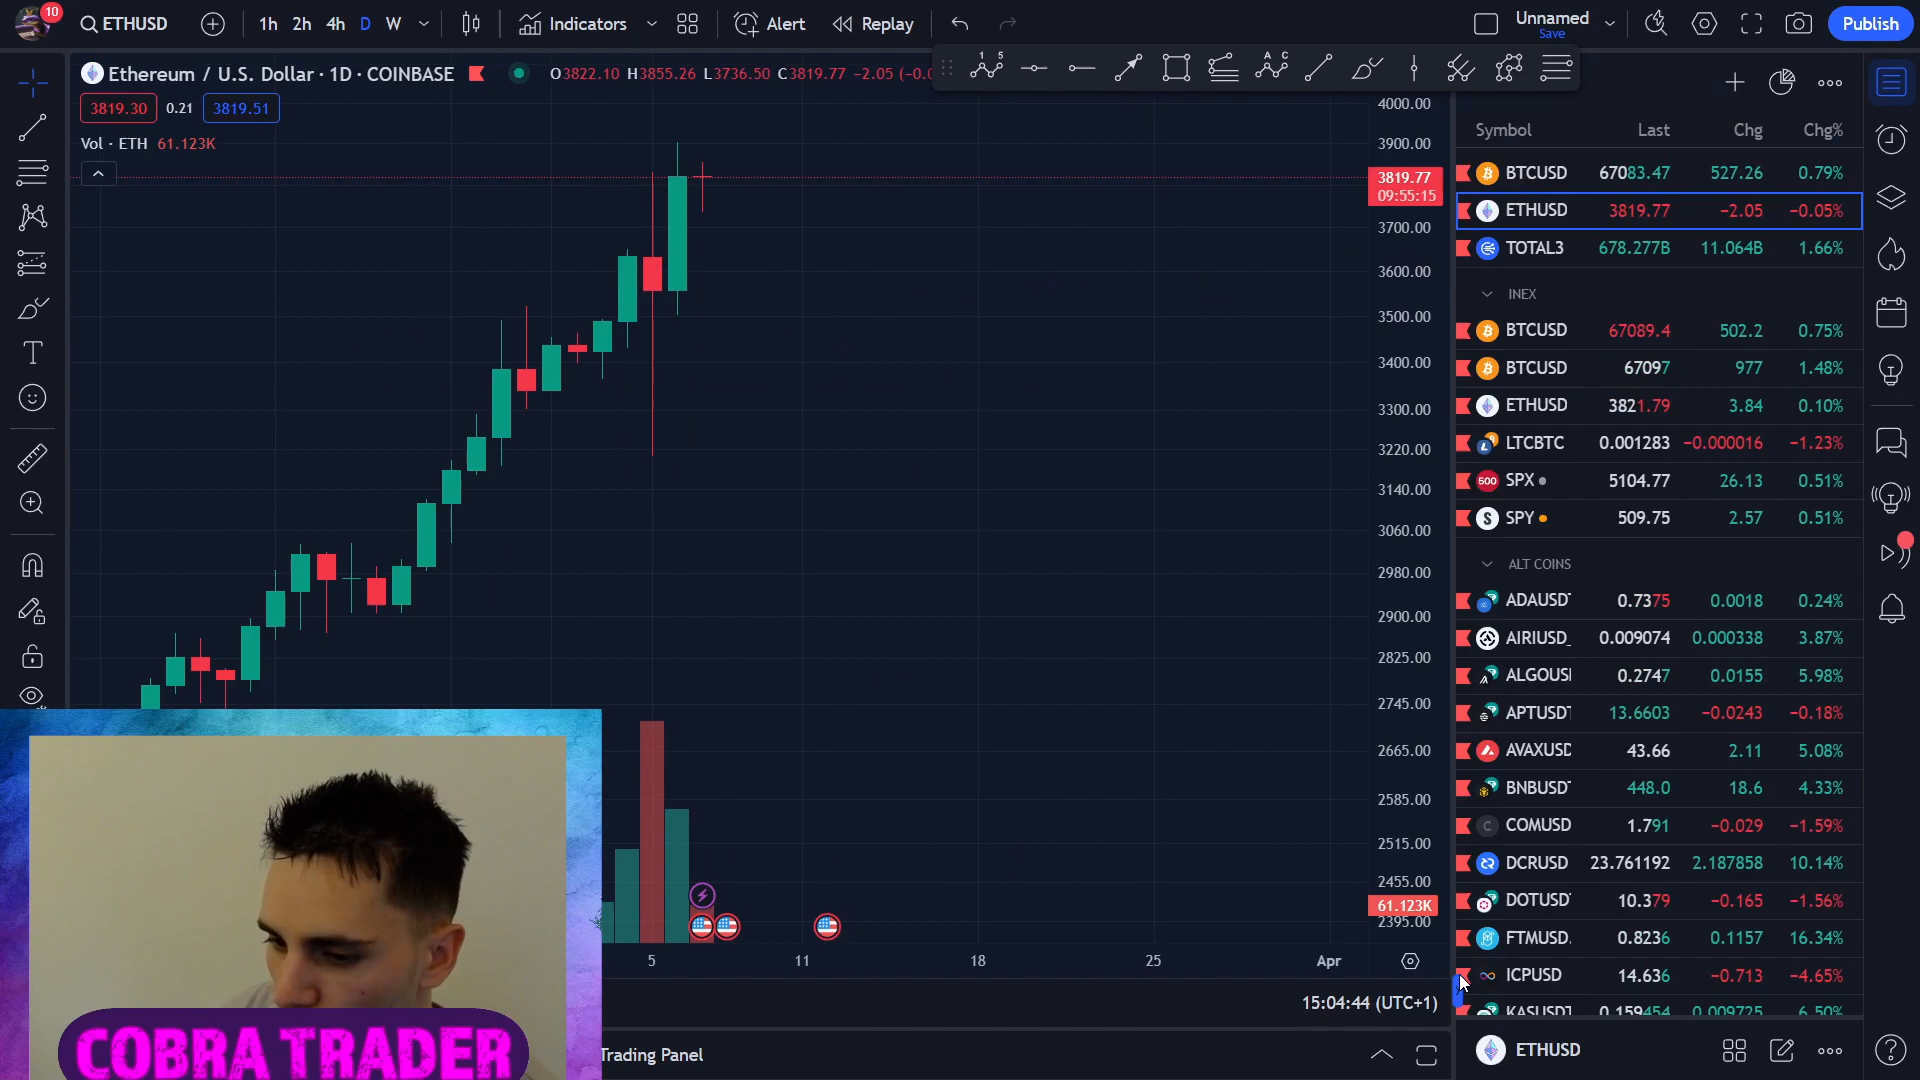 10
ETHUSD
1h 2h 4h D W
Indicators
Alert
Replay
Unnamed
Save
Publish
Ethereum / U.S. Dollar · 1D · COINBASE
O3822.10 H3855.26 L3736.50 C3819.77 −2.05 (−0.0
3819.30 0.21 3819.51
Vol · ETH 61.123K
4000.00
3900.00
3819.77
09:55:15
3700.00
3600.00
3500.00
3400.00
3300.00
3220.00
3140.00
3060.00
2980.00
2900.00
2825.00
2745.00
2665.00
2585.00
2515.00
2455.00
61.123K
2395.00
5 11 18 25 Apr
15:04:44 (UTC+1)
Trading Panel
Symbol Last Chg Chg%
BTCUSD 67083.47 527.26 0.79%
ETHUSD 3819.77 −2.05 −0.05%
TOTAL3 678.277B 11.064B 1.66%
INEX
BTCUSD 67089.4 502.2 0.75%
BTCUSD 67097 977 1.48%
ETHUSD 3821.79 3.84 0.10%
LTCBTC 0.001283 −0.000016 −1.23%
SPX 5104.77 26.13 0.51%
SPY 509.75 2.57 0.51%
ALT COINS
ADAUSD 0.7375 0.0018 0.24%
AIRIUSD_ 0.009074 0.000338 3.87%
ALGOUS 0.2747 0.0155 5.98%
APTUSD 13.6603 −0.0243 −0.18%
AVAXUSD 43.66 2.11 5.08%
BNBUSD 448.0 18.6 4.33%
COMUSD 1.791 −0.029 −1.59%
DCRUSD 23.761192 2.187858 10.14%
DOTUSD 10.379 −0.165 −1.56%
FTMUSD. 0.8236 0.1157 16.34%
ICPUSD 14.636 −0.713 −4.65%
KASUSD 0.159454 0.009725 6.50%
ETHUSD
COBRA TRADER